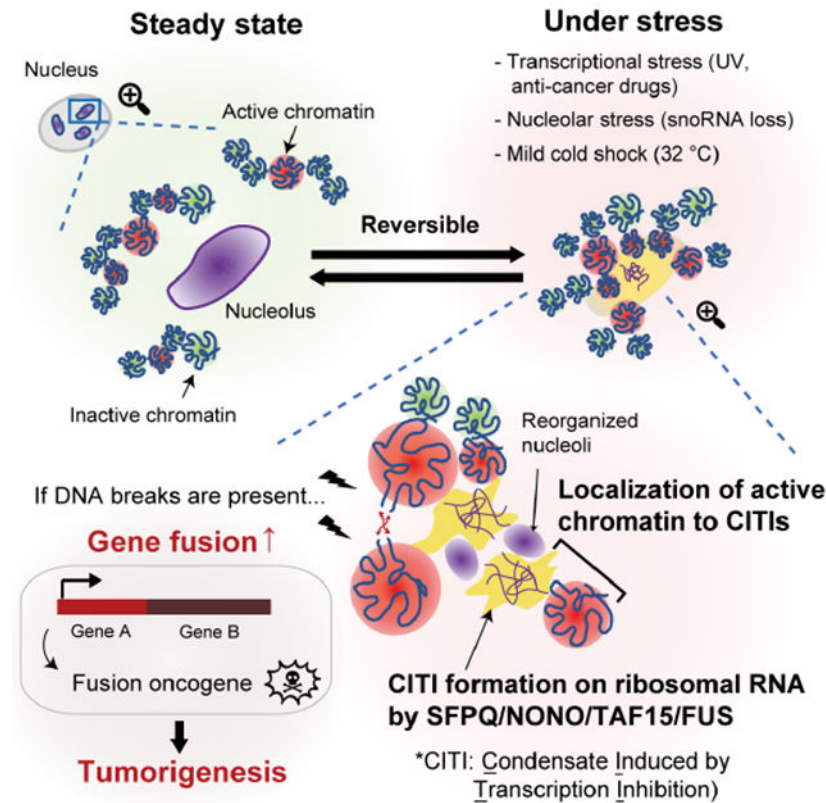 Steady state
Nucleus
Active chromatin
Nucleolus
Inactive chromatin
Reversible
Under stress
- Transcriptional stress (UV,
anti-cancer drugs)
- Nucleolar stress (snoRNA loss)
- Mild cold shock (32 °C)
If DNA breaks are present...
Gene fusion↑
Gene A
Gene B
Fusion oncogene
Tumorigenesis
Reorganized
nucleoli
Localization of active
chromatin to CITIs
CITI formation on ribosomal RNA
by SFPQ/NONO/TAF15/FUS
*CITI: Condensate Induced by
Transcription Inhibition)